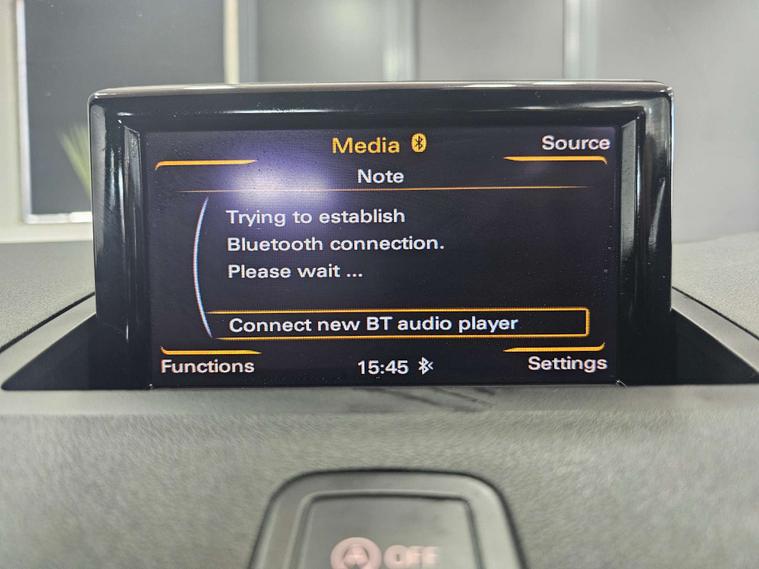 Media
Source
Note
Trying to establish
Bluetooth connection.
Please wait ...
Connect new BT audio player
Functions
15:45
Settings
A OFF